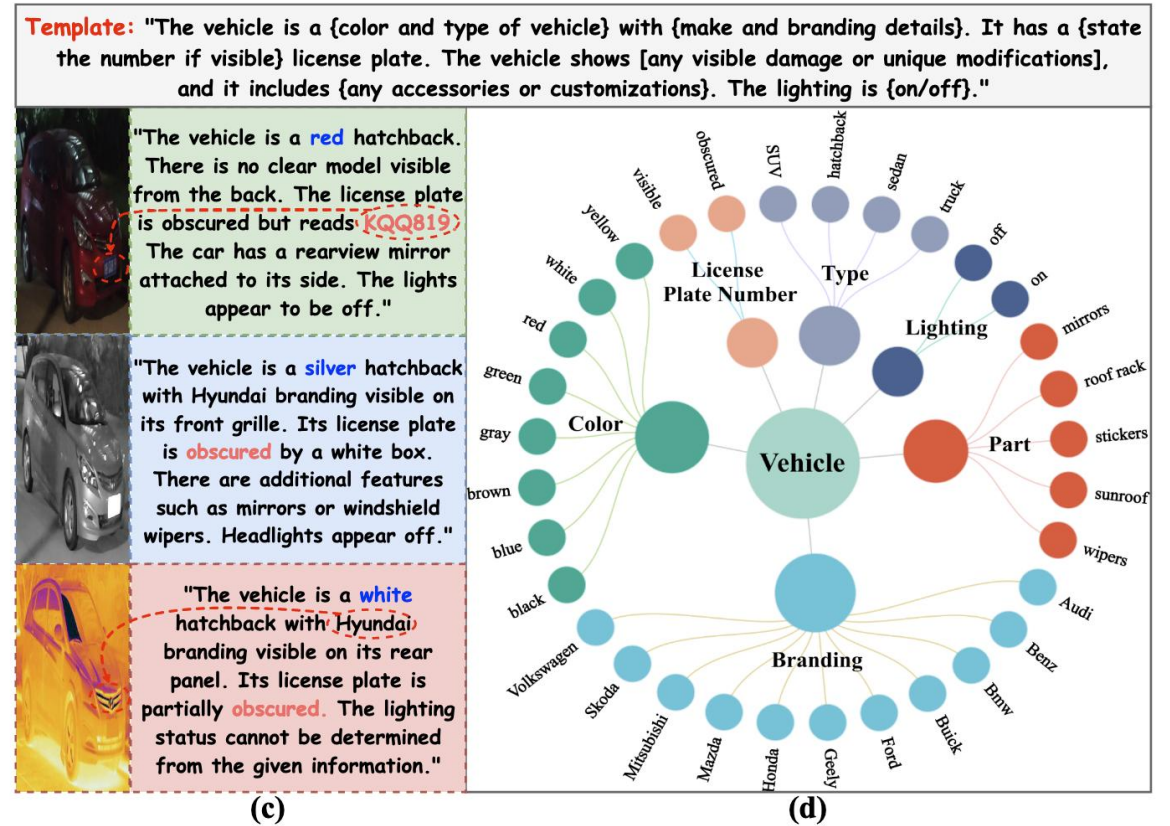 Template: "The vehicle is a {color and type of vehicle} with {make and branding details}. It has a {state
the number if visible} license plate. The vehicle shows [any visible damage or unique modifications],
and it includes {any accessories or customizations}. The lighting is {on/off}."
"The vehicle is a red hatchback.
There is no clear model visible
from the back. The license plate
is obscured but reads KQQ819
The car has a rearview mirror
attached to its side. The lights
appear to be off."
"The vehicle is a silver hatchback
with Hyundai branding visible on
its front grille. Its license plate
is obscured by a white box.
There are additional features
such as mirrors or windshield
wipers. Headlights appear off."
"The vehicle is a white
hatchback with Hyundai
branding visible on its rear
panel. Its license plate is
partially obscured. The lighting
status cannot be determined
from the given information."
(c)
Vehicle
License
Plate Number
visible
obscured
Type
SUV
hatchback
sedan
truck
Lighting
off
on
Part
mirrors
roof rack
stickers
sunroof
wipers
Branding
Audi
Benz
Bmw
Buick
Ford
Geely
Honda
Mazda
Mitsubishi
Skoda
Volkswagen
Color
yellow
white
red
green
gray
brown
blue
black
(d)